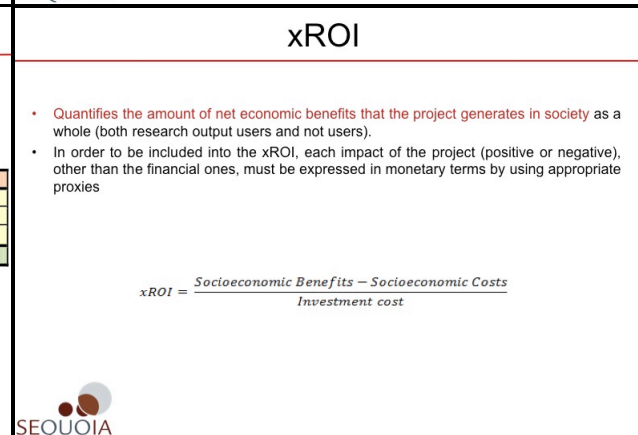 xROI
• Quantifies the amount of net economic benefits that the project generates in society as a
whole (both research output users and not users).
• In order to be included into the xROI, each impact of the project (positive or negative),
other than the financial ones, must be expressed in monetary terms by using appropriate
proxies
xROI = Socioeconomic Benefits − Socioeconomic Costs
Investment cost
SEQUOIA